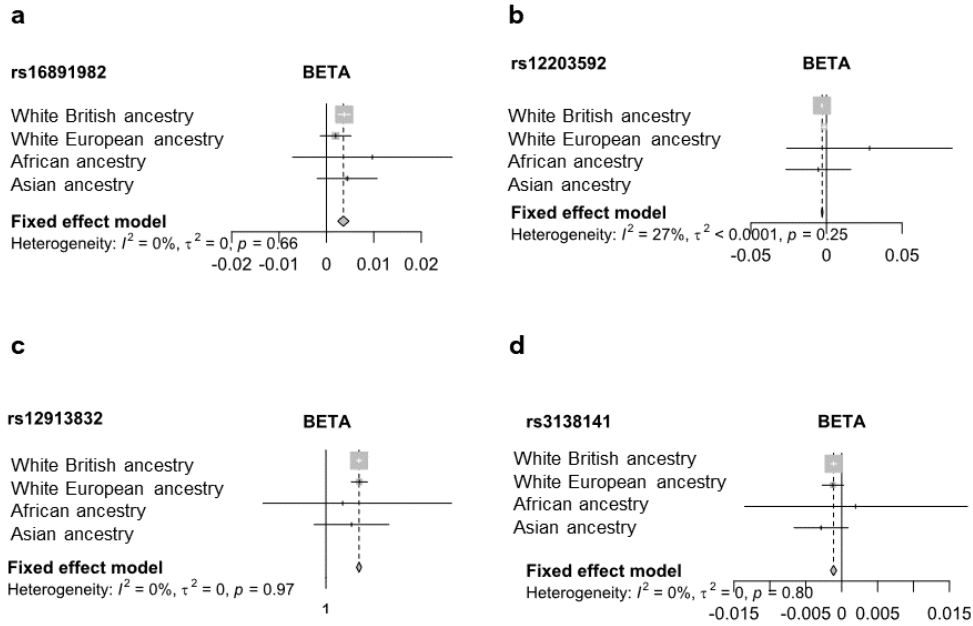 a
rs16891982 BETA
White British ancestry
White European ancestry
African ancestry
Asian ancestry
Fixed effect model
Heterogeneity: I² = 0%, τ² = 0, p = 0.66
-0.02 -0.01 0 0.01 0.02
b
rs12203592 BETA
White British ancestry
White European ancestry
African ancestry
Asian ancestry
Fixed effect model
Heterogeneity: I² = 27%, τ² < 0.0001, p = 0.25
-0.05 0 0.05
c
rs12913832 BETA
White British ancestry
White European ancestry
African ancestry
Asian ancestry
Fixed effect model
Heterogeneity: I² = 0%, τ² = 0, p = 0.97
1
d
rs3138141 BETA
White British ancestry
White European ancestry
African ancestry
Asian ancestry
Fixed effect model
Heterogeneity: I² = 0%, τ² = 0, p = 0.80
-0.015 -0.005 0 0.005 0.015